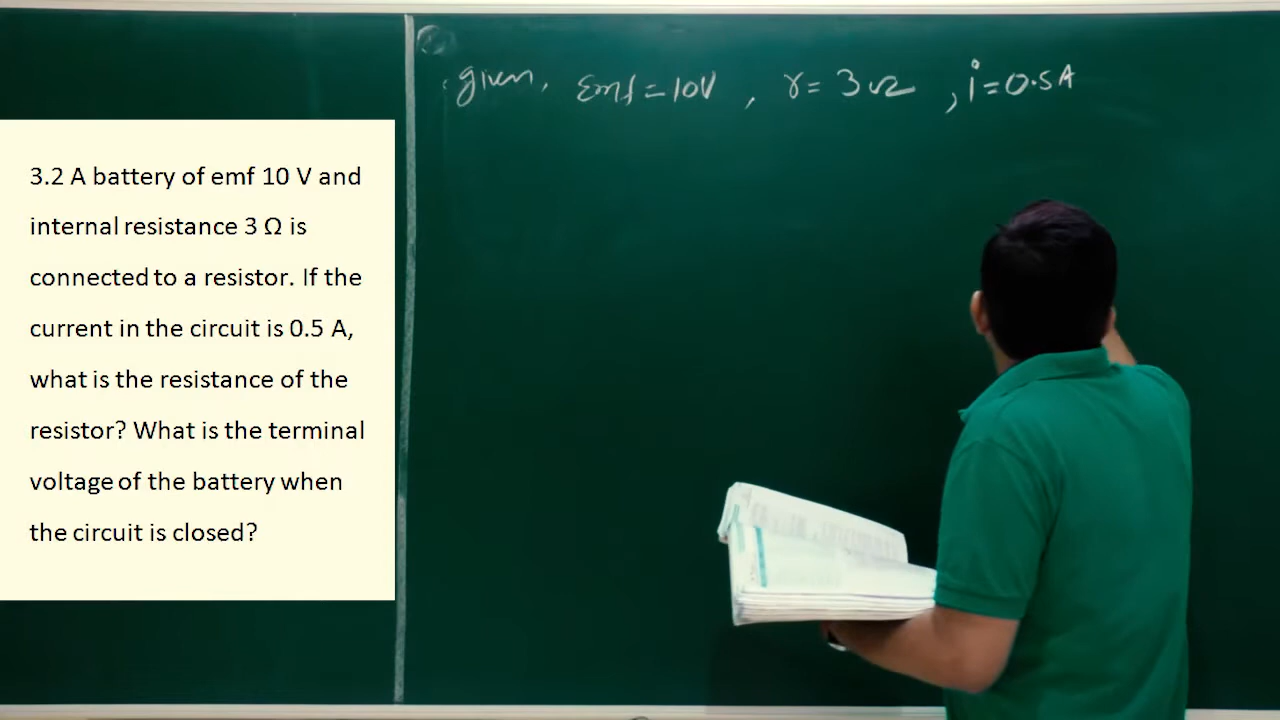 given, Emf = 10V, r = 3Ω, i = 0.5A
3.2 A battery of emf 10 V and
internal resistance 3 Ω is
connected to a resistor. If the
current in the circuit is 0.5 A,
what is the resistance of the
resistor? What is the terminal
voltage of the battery when
the circuit is closed?